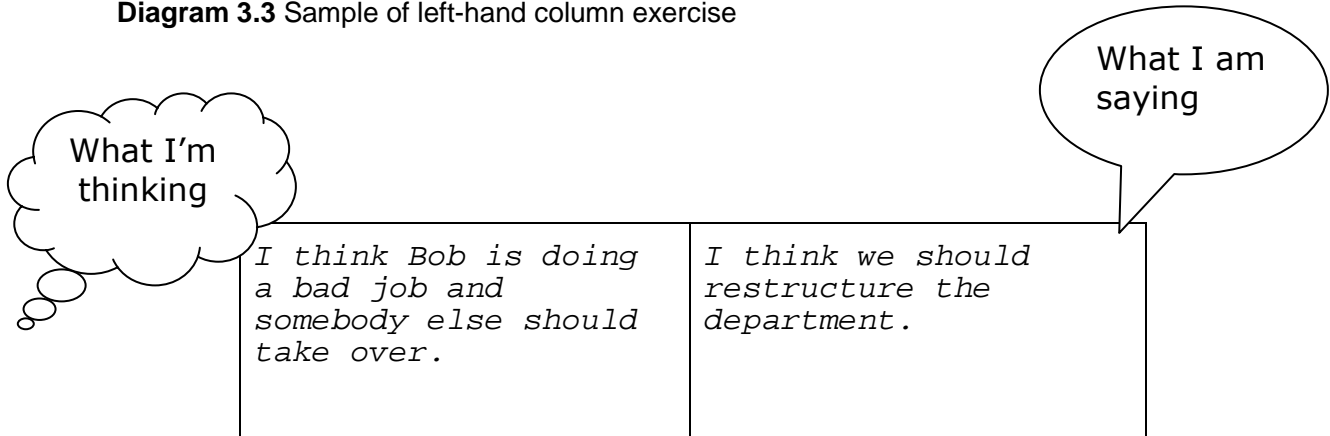 Diagram 3.3 Sample of left-hand column exercise
What I am
saying
What I’m
thinking
I think Bob is doing
a bad job and
somebody else should
take over.
I think we should
restructure the
department.